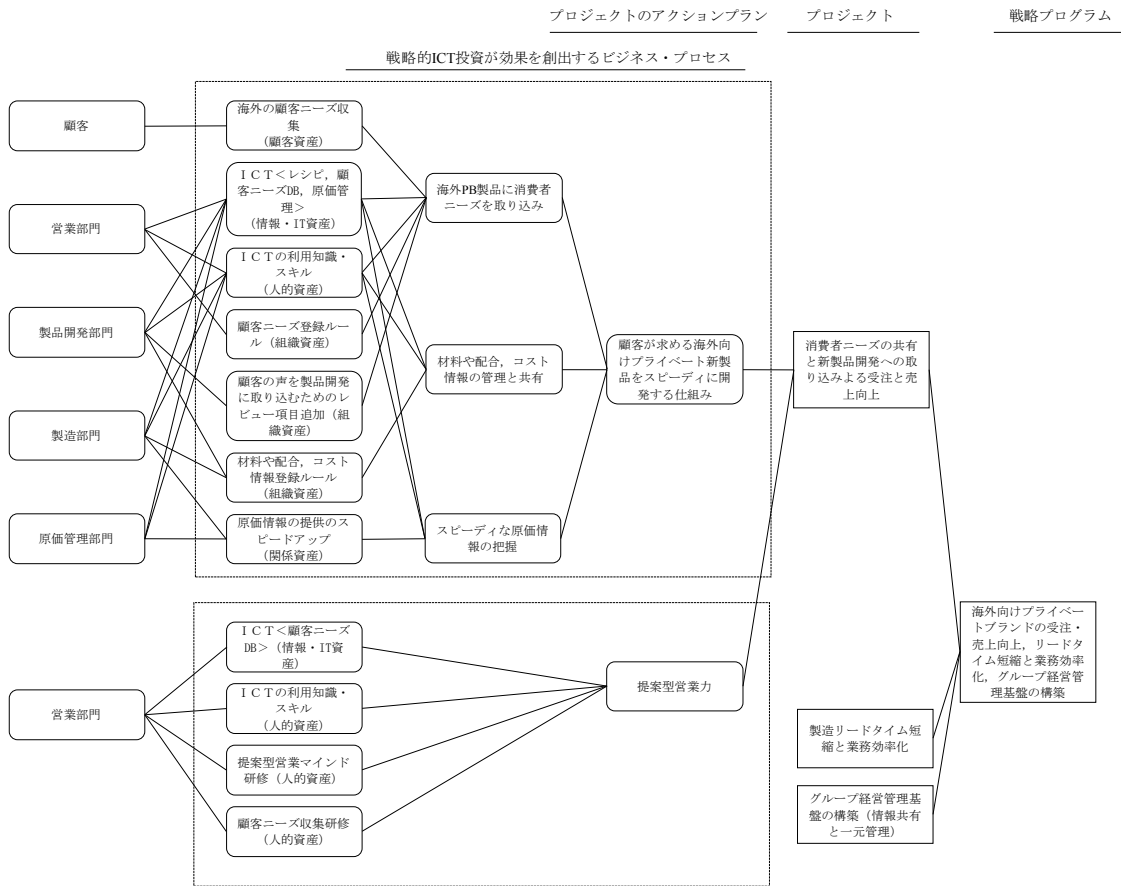 プロジェクトのアクションプラン
プロジェクト
戦略プログラム
戦略的ICT投資が効果を創出するビジネス・プロセス
顧客
営業部門
製品開発部門
製造部門
原価管理部門
海外の顧客ニーズ収
集
（顧客資産）
ＩＣＴ＜レシピ，顧
客ニーズDB，原価管
理＞
（情報・IT資産）
ＩＣＴの利用知識・
スキル
（人的資産）
顧客ニーズ登録ルー
ル（組織資産）
顧客の声を製品開発
に取り込むためのレ
ビュー項目追加（組
織資産）
材料や配合，コスト
情報登録ルール
（組織資産）
原価情報の提供のス
ピードアップ
（関係資産）
海外PB製品に消費者
ニーズを取り込み
材料や配合，コスト
情報の管理と共有
スピーディな原価情
報の把握
顧客が求める海外向
けプライベート新製
品をスピーディに開
発する仕組み
消費者ニーズの共有
と新製品開発への取
り込みよる受注と売
上向上
営業部門
ＩＣＴ＜顧客ニーズ
DB＞（情報・IT資
産）
ＩＣＴの利用知識・
スキル
（人的資産）
提案型営業マインド
研修（人的資産）
顧客ニーズ収集研修
（人的資産）
提案型営業力
製造リードタイム短
縮と業務効率化
グループ経営管理基
盤の構築（情報共有
と一元管理）
海外向けプライベー
トブランドの受注・
売上向上，リードタ
イム短縮と業務効率
化，グループ経営管
理基盤の構築